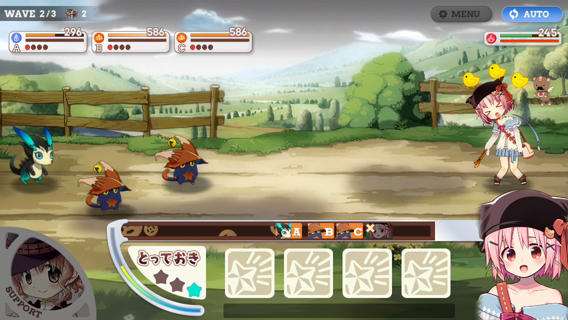 WAVE 2/3 2
MENU
AUTO
296
586
586
245
A
B
C
A
B
C
とっておき
SUPPORT